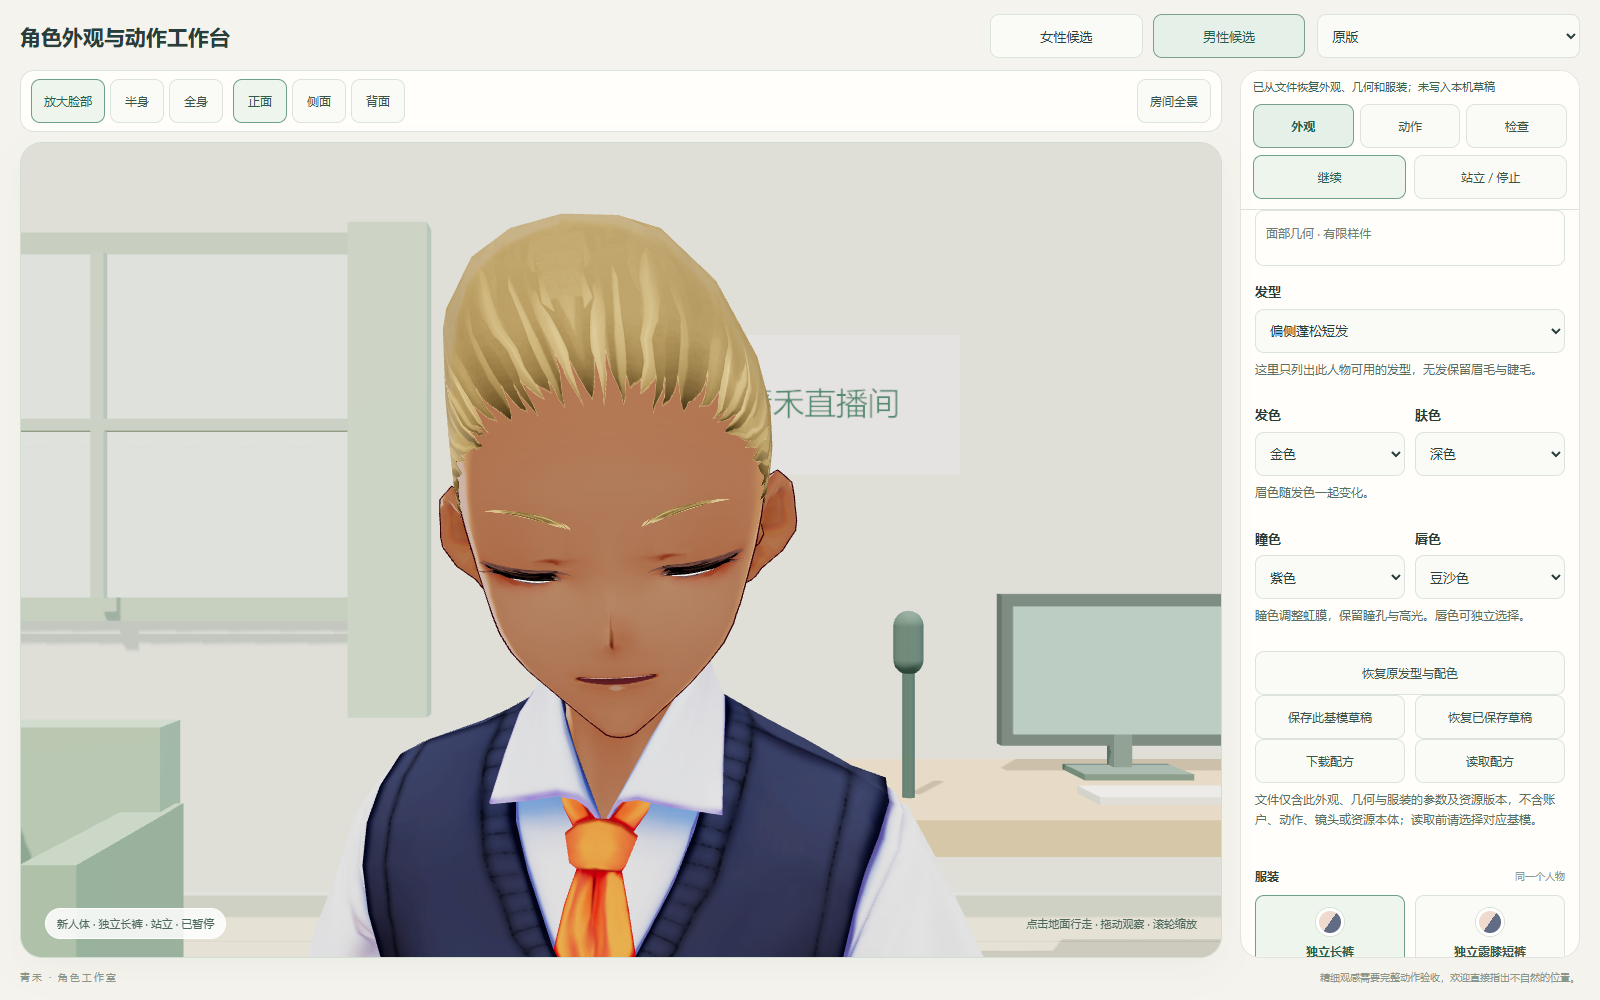 角色外观与动作工作台
女性候选
男性候选
原版
放大脸部
半身
全身
正面
侧面
背面
房间全景
已从文件恢复外观、几何和服装；未写入本机草稿
外观
动作
检查
继续
站立 / 停止
面部几何 · 有限样件
发型
偏侧蓬松短发
这里只列出此人物可用的发型，无发保留眉毛与睫毛。
发色
肤色
金色
深色
眉色随发色一起变化。
瞳色
唇色
紫色
豆沙色
瞳色调整虹膜，保留瞳孔与高光。唇色可独立选择。
恢复原发型与配色
保存此基模草稿
恢复已保存草稿
下载配方
读取配方
文件仅含此外观、几何与服装的参数及资源版本，不含账
户、动作、镜头或资源本体；读取前请选择对应基模。
服装
同一个人物
独立长裤
独立露膝短裤
禾直播间
新人体 · 独立长裤 · 站立 · 已暂停
点击地面行走 · 拖动观察 · 滚轮缩放
青禾 · 角色工作室
精细观感需要完整动作验收，欢迎直接指出不自然的位置。